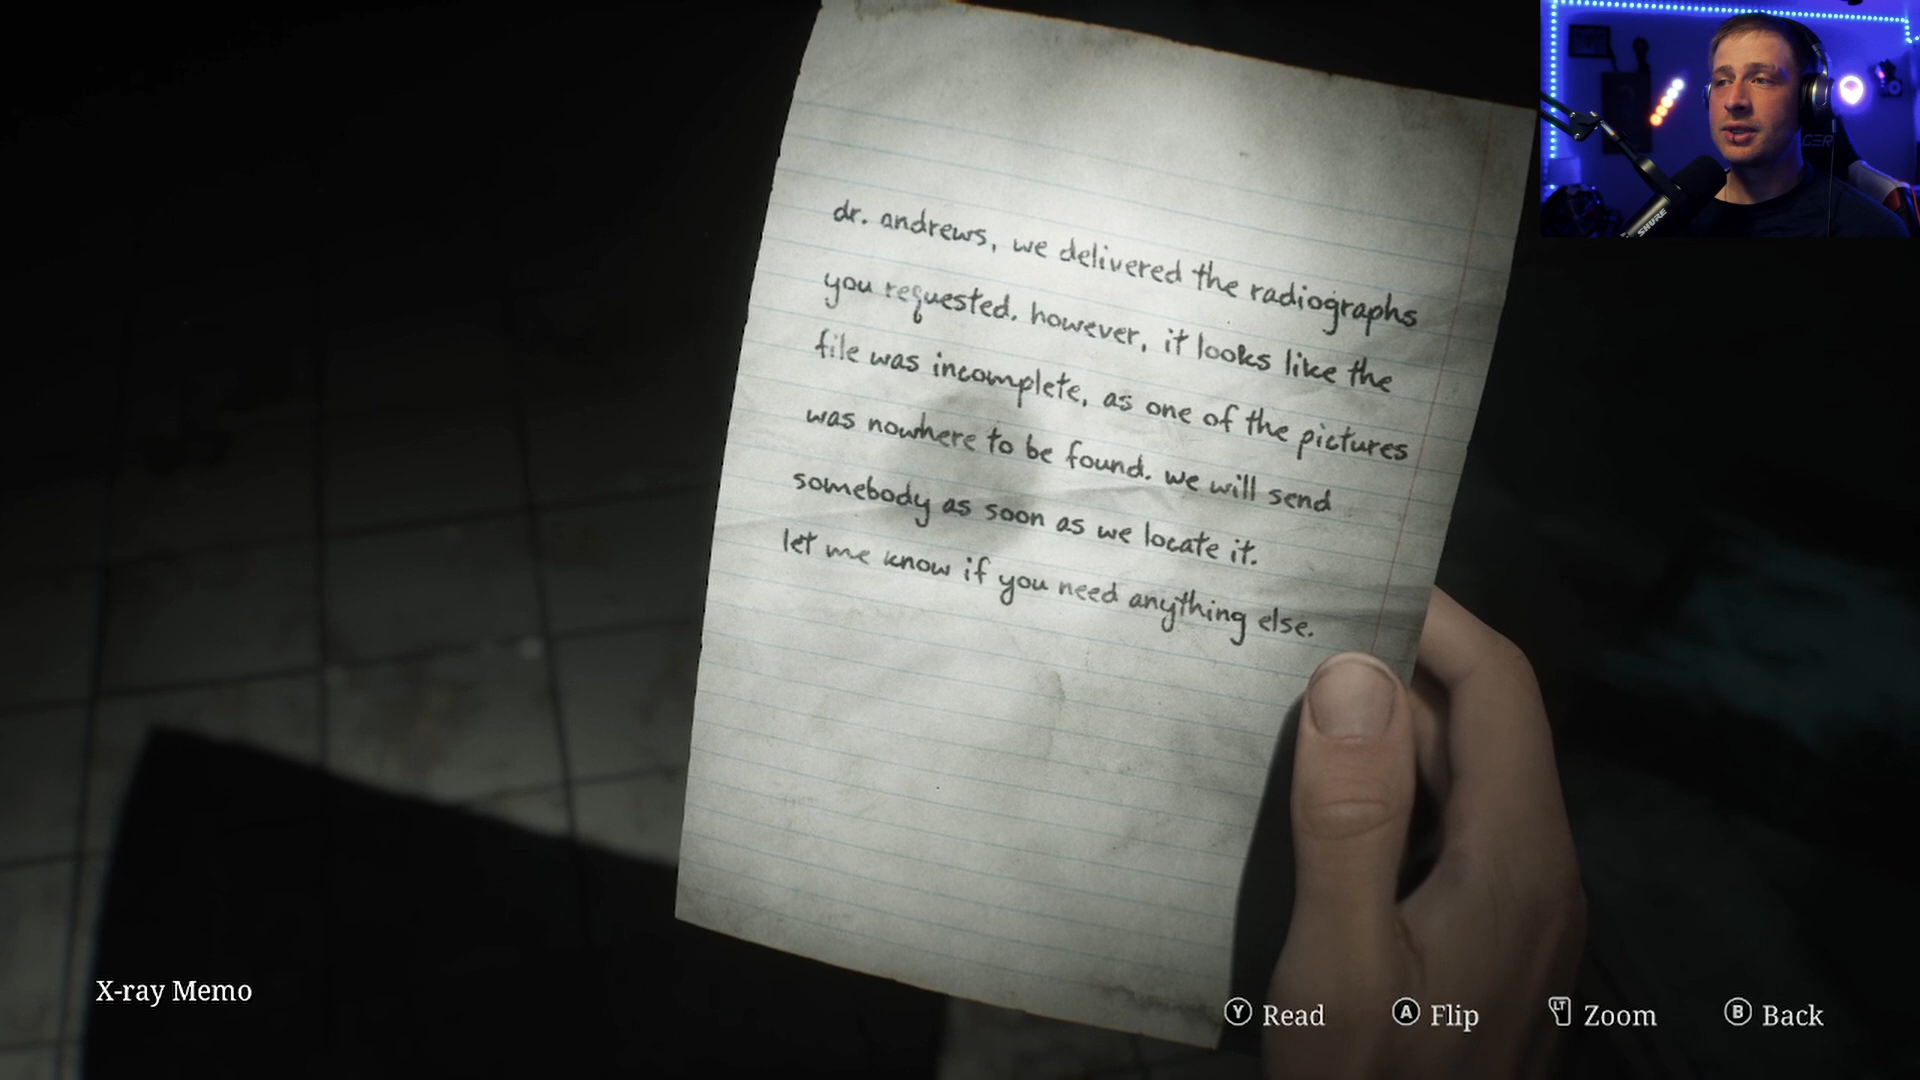 dr. andrews, we delivered the radiographs
you requested. however, it looks like the
file was incomplete, as one of the pictures
was nowhere to be found. we will send
somebody as soon as we locate it.
let me know if you need anything else.
SHURE
X-ray Memo
Y Read
A Flip
LT Zoom
B Back